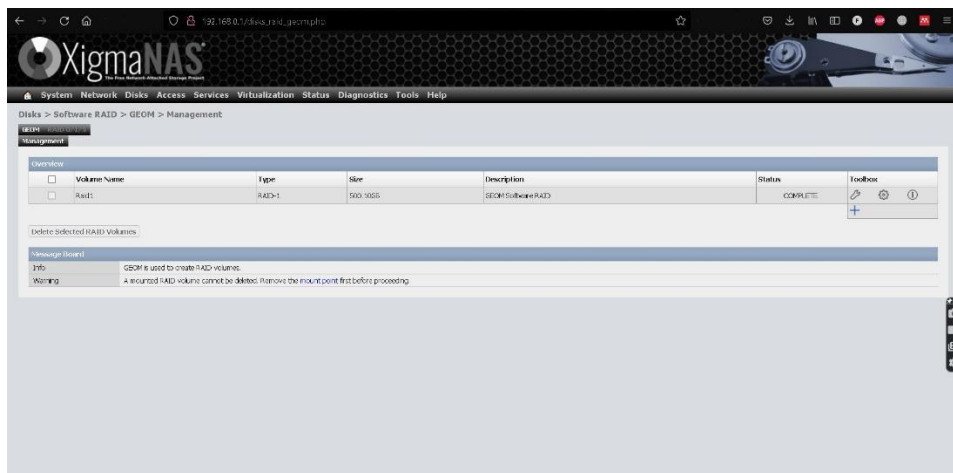 192.168.0.1/disks_raid_geom.php
XigmaNAS
The Free Network-Attached Storage Project
System Network Disks Access Services Virtualization Status Diagnostics Tools Help
Disks > Software RAID > GEOM > Management
GEOM
Management
Overview
Volume Name Type Size Description Status Toolbox
Raid1 RAID-1 GEOM Software RAID COMPLETE
Delete Selected RAID Volumes
Message Board
Info GEOM is used to create RAID volumes.
Warning A mounted RAID volume cannot be deleted. Remove the mount point first before proceeding.